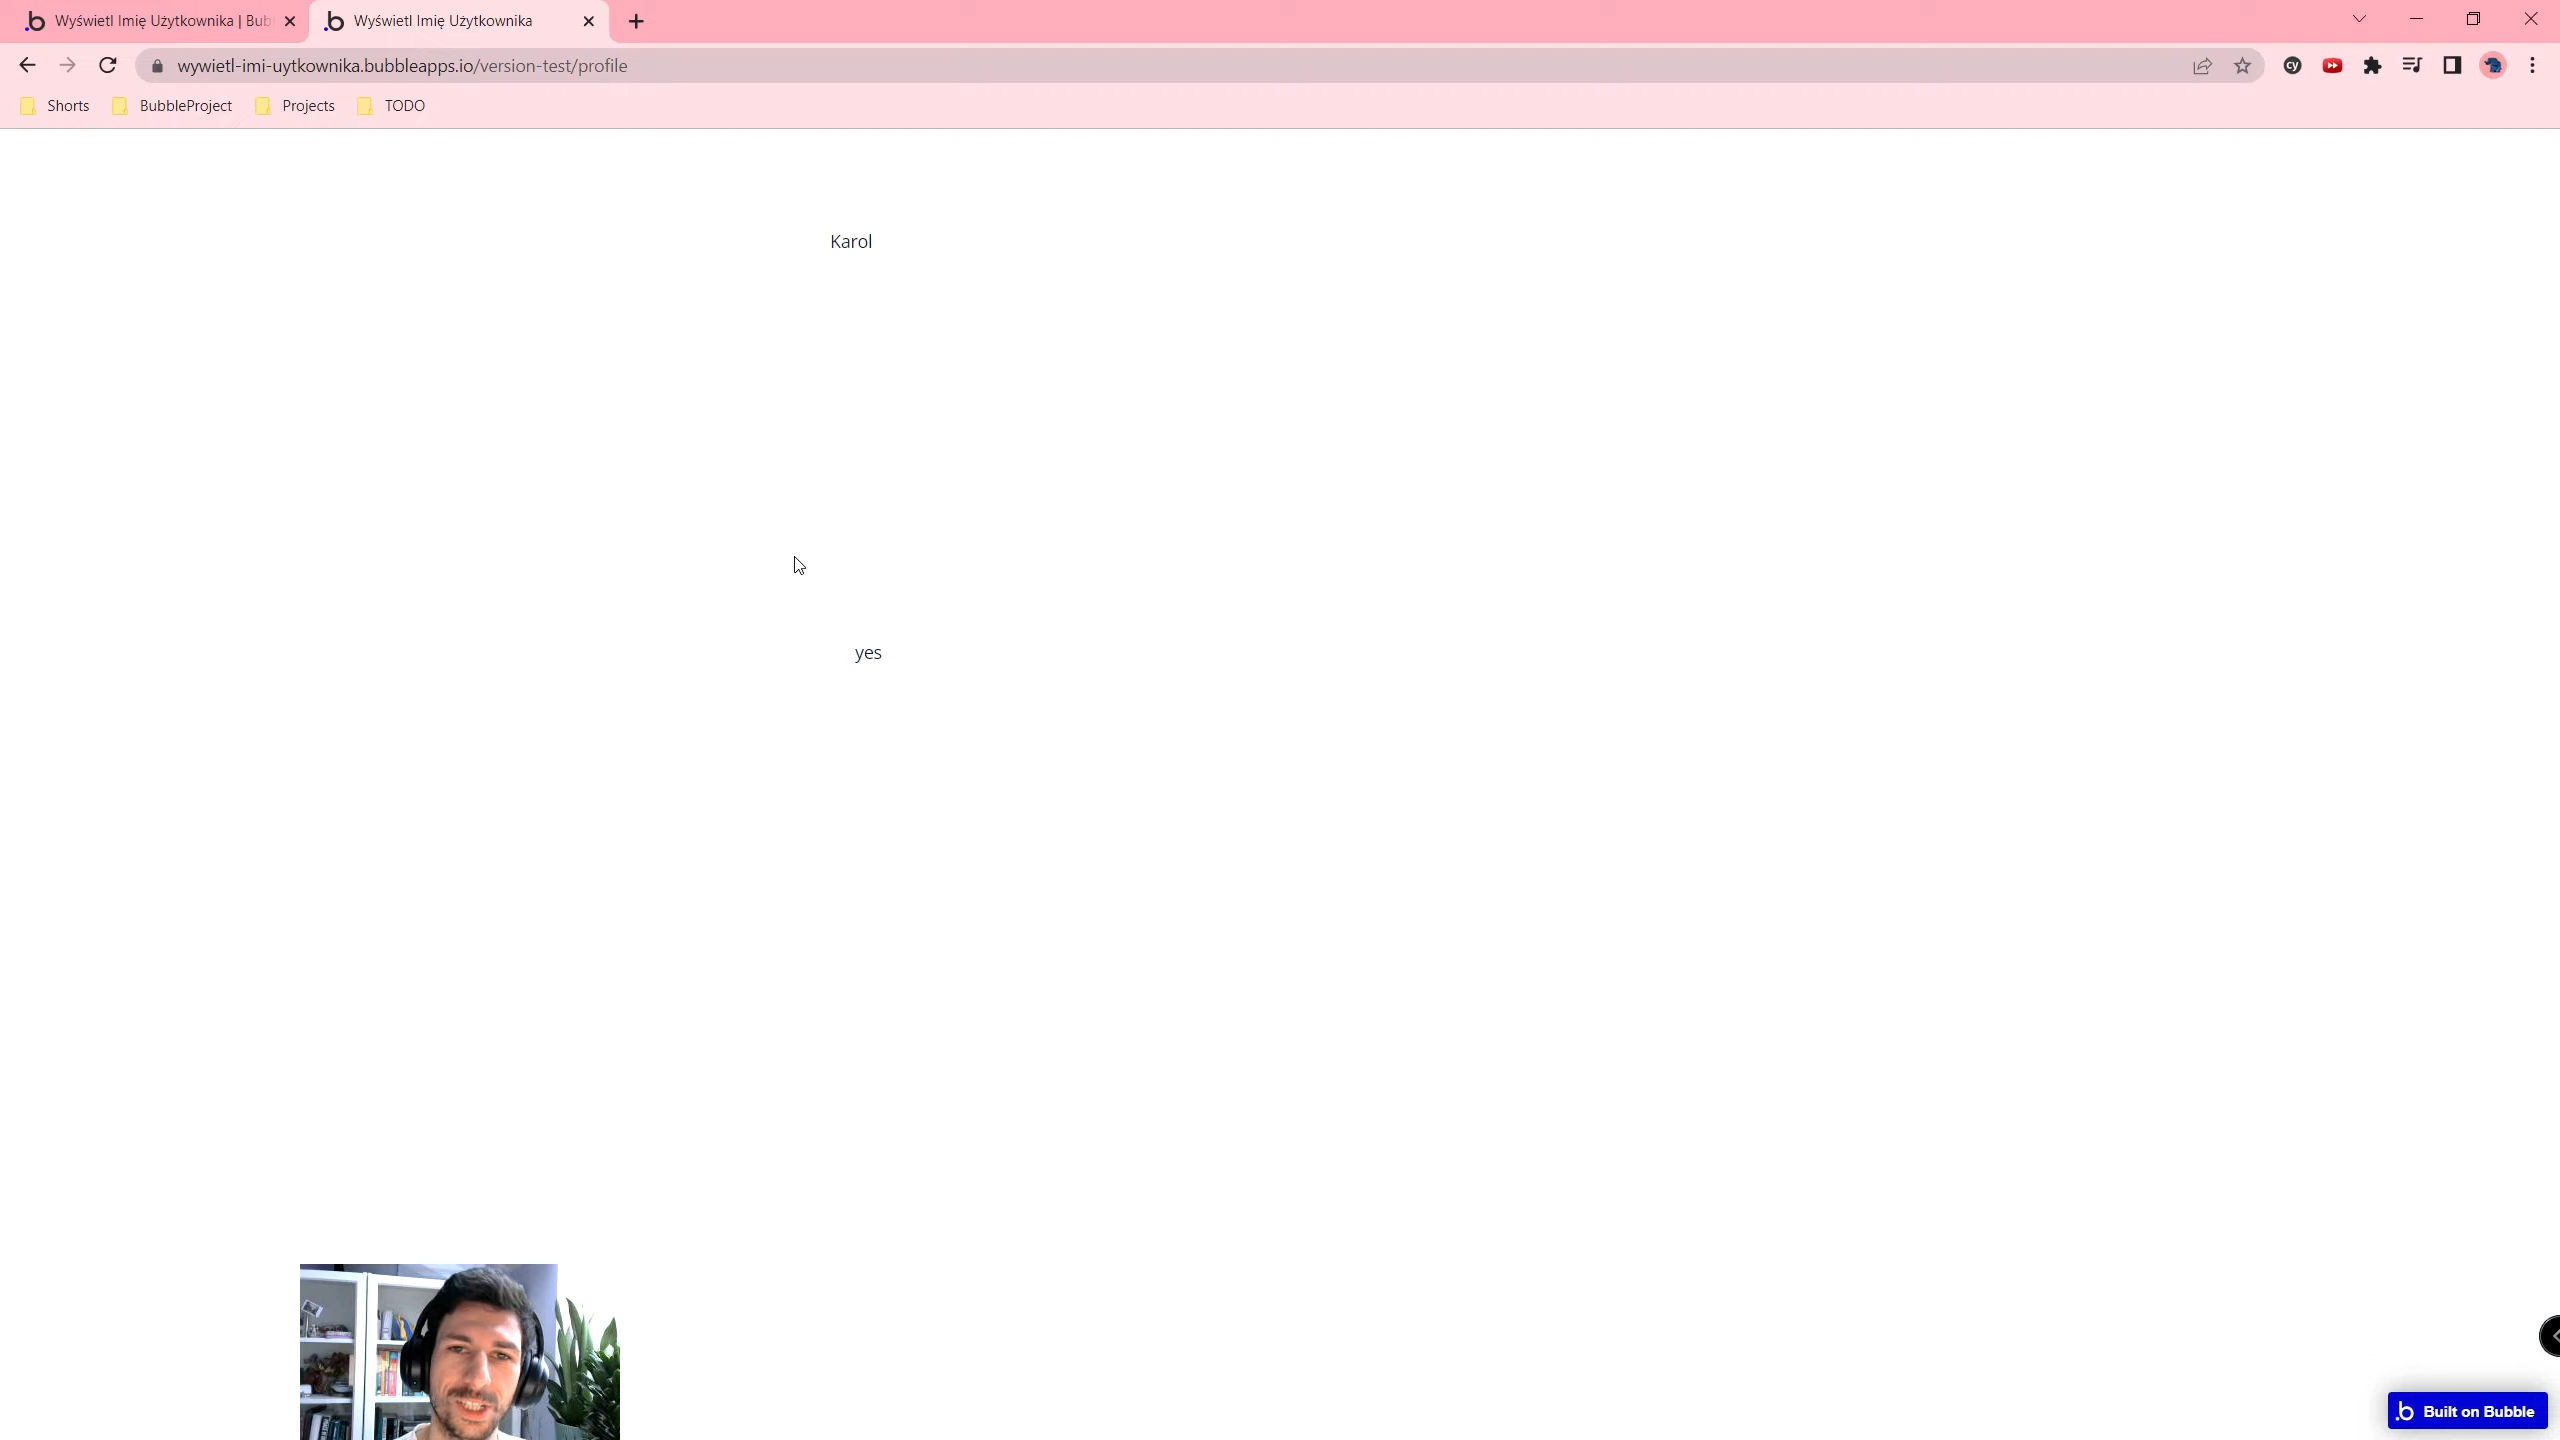 Wyświetl Imię Użytkownika | Bub
Wyświetl Imię Użytkownika
wywietl-imi-uytkownika.bubbleapps.io/version-test/profile
cy
Shorts
BubbleProject
Projects
TODO
Karol
yes
.b Built on Bubble